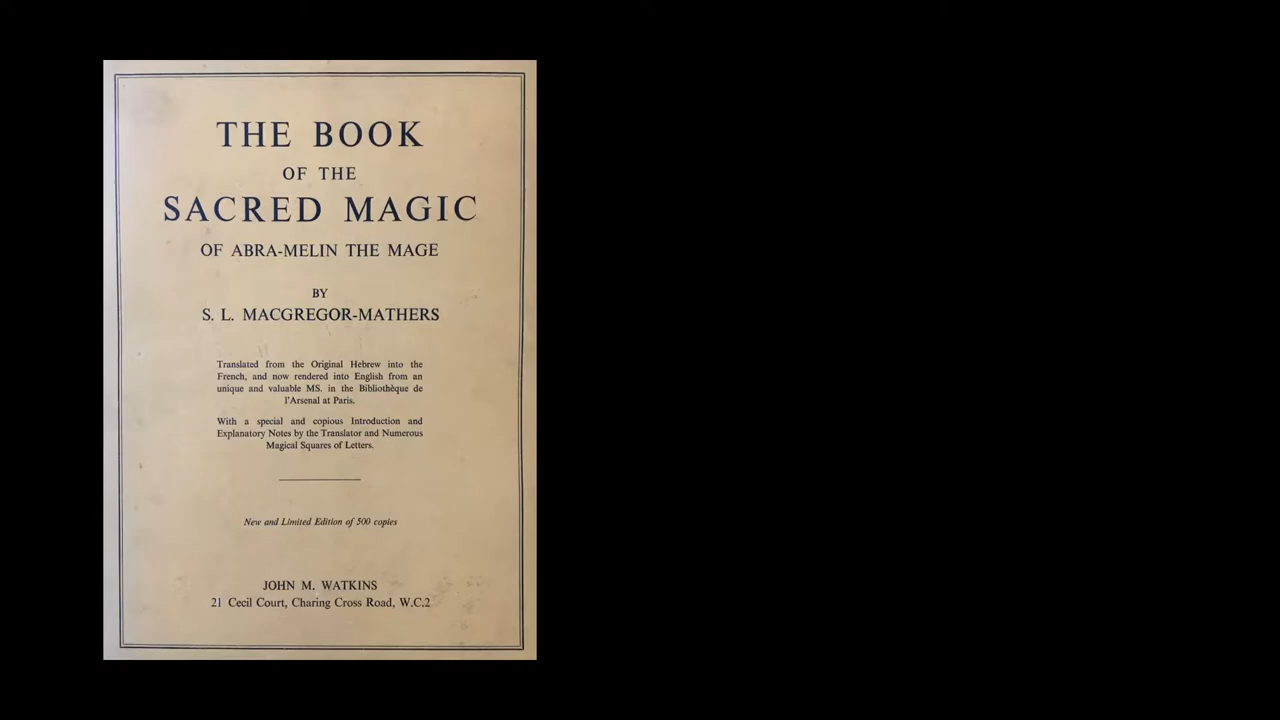 THE BOOK
OF THE
SACRED MAGIC
OF ABRA-MELIN THE MAGE
BY
S. L. MACGREGOR-MATHERS
Translated from the Original Hebrew into the
French, and now rendered into English from an
unique and valuable MS. in the Bibliothèque de
l'Arsenal at Paris.
With a special and copious Introduction and
Explanatory Notes by the Translator and Numerous
Magical Squares of Letters.
New and Limited Edition of 500 copies
JOHN M. WATKINS
21 Cecil Court, Charing Cross Road, W.C.2